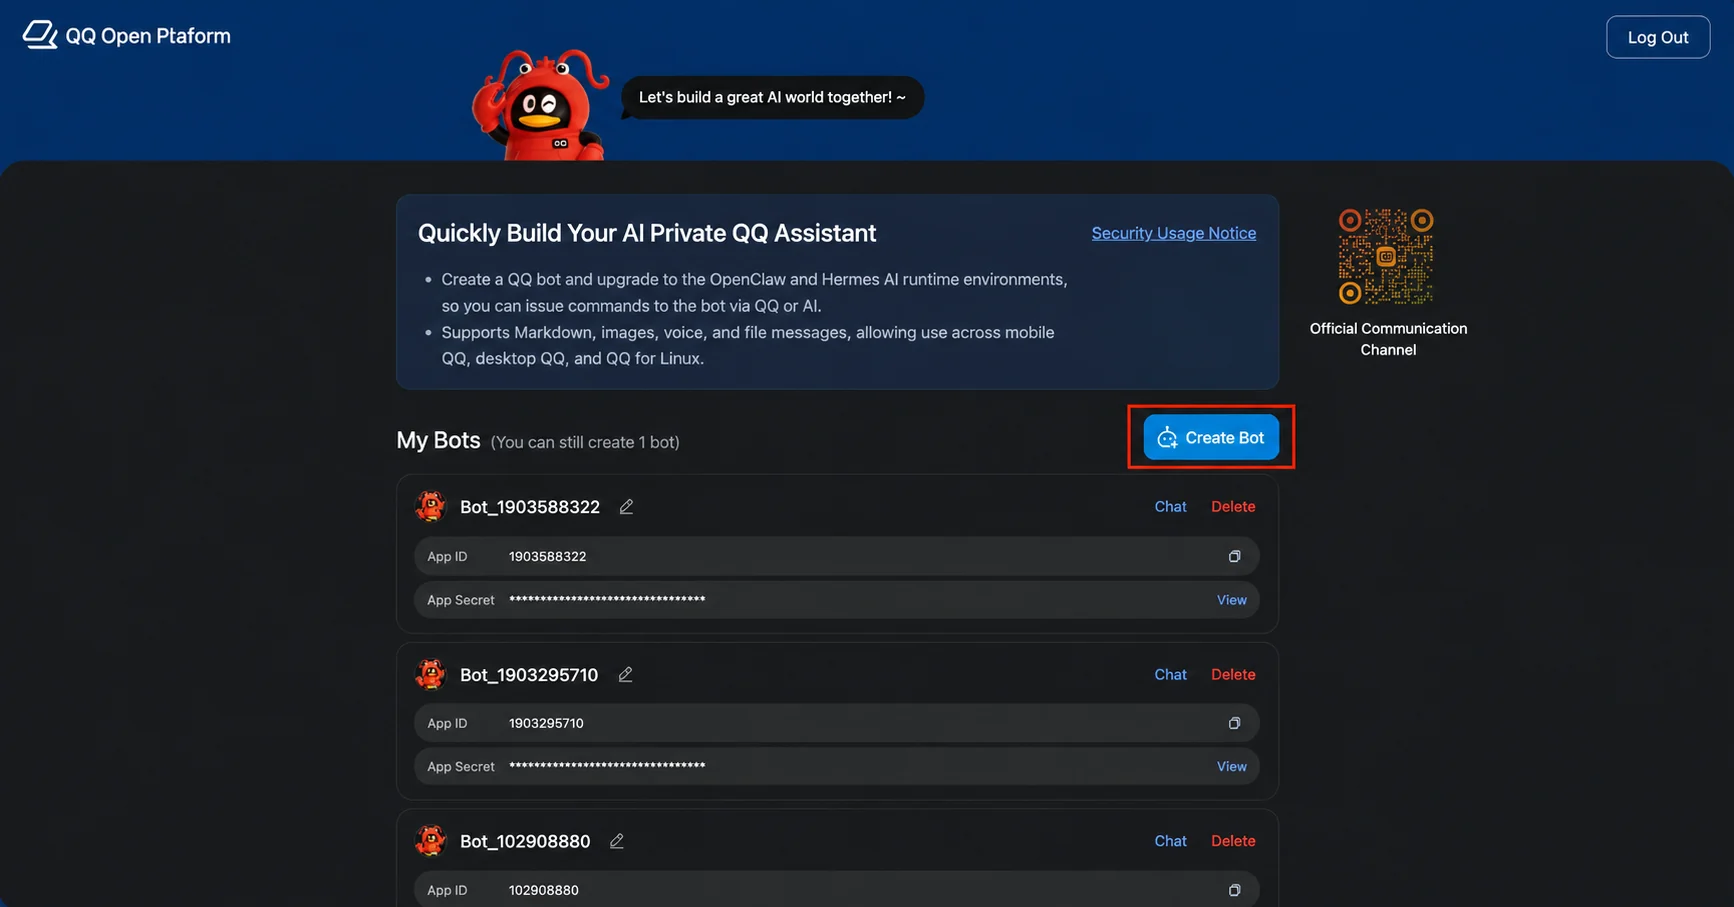 QQ Open Ptaform
Log Out
Let's build a great AI world together! ~
Quickly Build Your AI Private QQ Assistant
Security Usage Notice
• Create a QQ bot and upgrade to the OpenClaw and Hermes AI runtime environments,
so you can issue commands to the bot via QQ or AI.
• Supports Markdown, images, voice, and file messages, allowing use across mobile
QQ, desktop QQ, and QQ for Linux.
Official Communication
Channel
My Bots (You can still create 1 bot)
Create Bot
Bot_1903588322
Chat Delete
App ID 1903588322
App Secret ********************************
View
Bot_1903295710
Chat Delete
App ID 1903295710
App Secret ********************************
View
Bot_102908880
Chat Delete
App ID 102908880